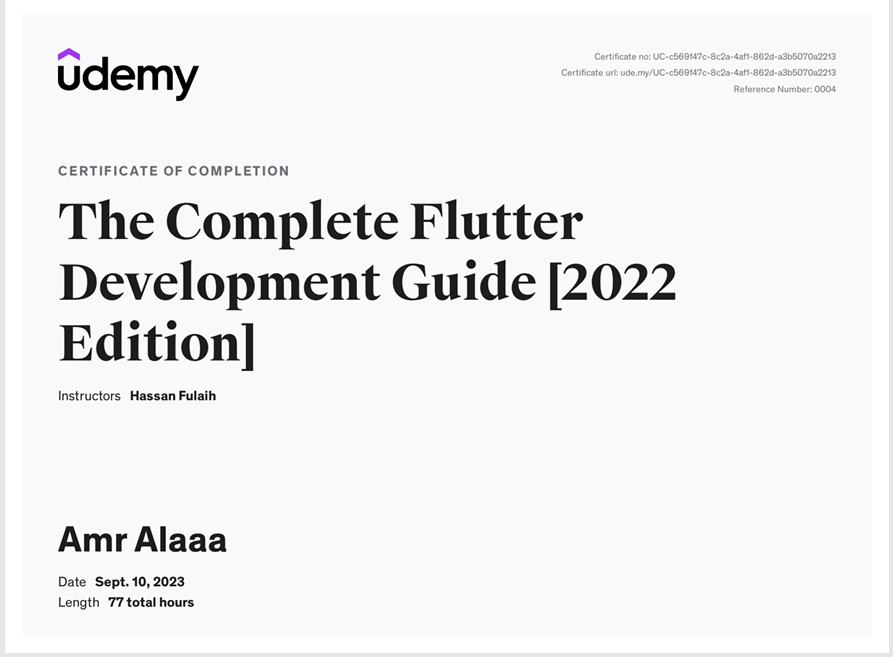 udemy
Certificate no: UC-c569f47c-8c2a-4af1-862d-a3b5070a2213
Certificate url: ude.my/UC-c569f47c-8c2a-4af1-862d-a3b5070a2213
Reference Number: 0004
CERTIFICATE OF COMPLETION
The Complete Flutter
Development Guide [2022
Edition]
Instructors Hassan Fulaih
Amr Alaaa
Date Sept. 10, 2023
Length 77 total hours